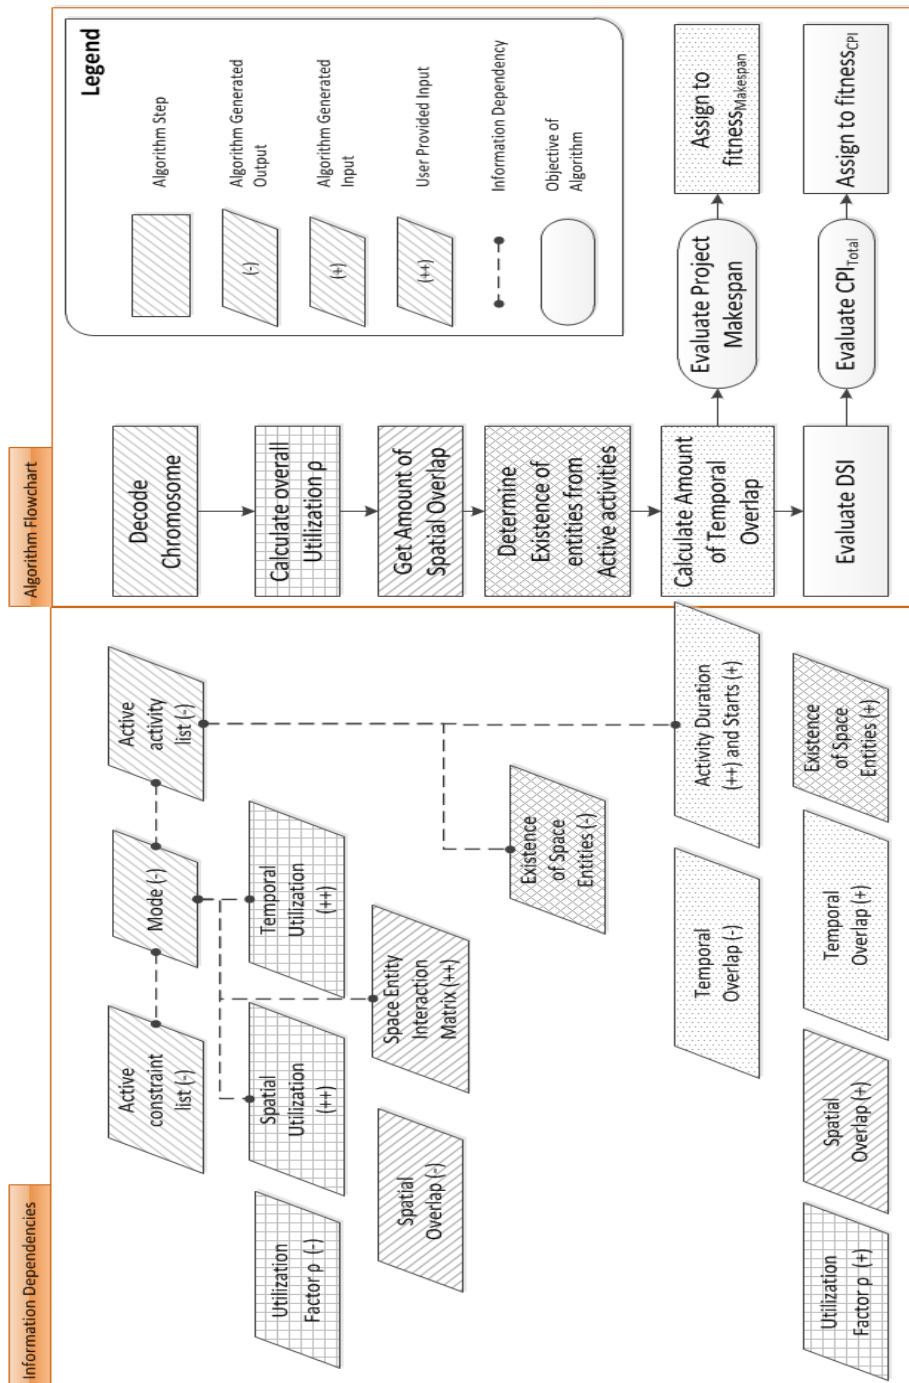 Algorithm Flowchart
Legend
Algorithm Step
(-)
Algorithm Generated
Output
(+)
Algorithm Generated
Input
(++)
User Provided Input
Information Dependency
Objective of
Algorithm
Decode
Chromosome
Calculate overall
Utilization ρ
Get Amount of
Spatial Overlap
Determine
Existence of
entities from
Active activities
Calculate Amount
of Temporal
Overlap
Evaluate Project
Makespan
Assign to
fitnessMakespan
Evaluate DSI
Evaluate CPITotal
Assign to fitnessCPI
Information Dependencies
Active
constraint
list (-)
Mode (-)
Active
activity
list (-)
Utilization
Factor ρ (-)
Spatial
Utilization
(++)
Temporal
Utilization
(++)
Spatial
Overlap (-)
Space Entity
Interaction
Matrix (++)
Existence
of Space
Entities (-)
Temporal
Overlap (-)
Activity Duration
(++) and Starts (+)
Utilization
Factor ρ (+)
Spatial
Overlap (+)
Temporal
Overlap (+)
Existence
of Space
Entities (+)